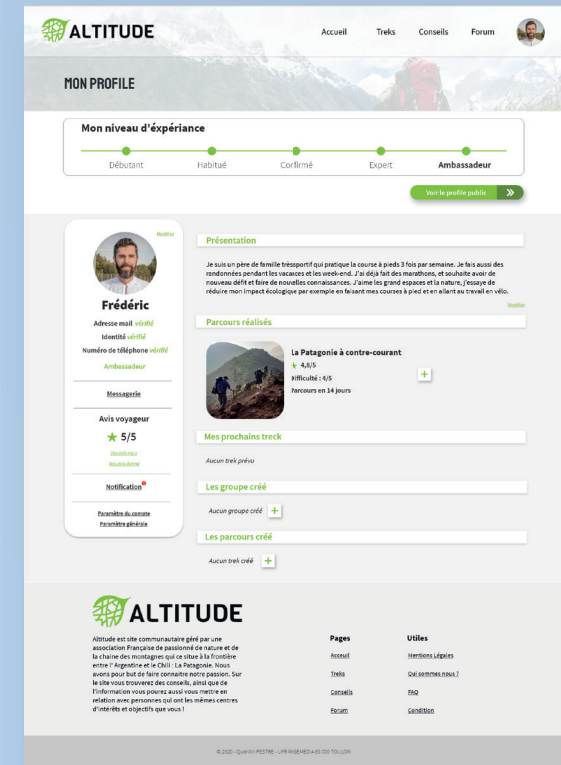 ALTITUDE
Accueil Treks Conseils Forum
MON PROFILE
Mon niveau d'éxpériance
Débutant Habitué Confirmé Expert Ambassadeur
Voir le profile public
Modifier
Frédéric
Adresse mail vérifié
Identité vérifié
Numéro de téléphone vérifié
Ambassadeur
Messagerie
Avis voyageur
5/5
Notification
Paramètre du compte
Paramètre générale
Présentation
Je suis un père de famille trèssportif qui pratique la course à pieds 3 fois par semaine. Je fais aussi des
randonnées pendant les vacances et les week-end. J'ai déjà fait des marathons, et souhaite avoir de
nouveau défit et faire de nouvelles connaissances. J'aime les grand espaces et la nature, j'essaye de
réduire mon impact écologique par exemple en faisant mes courses à pied et en allant au travail en vélo.
Modifier
Parcours réalisés
La Patagonie à contre-courant
4,8/5
Difficulté : 4/5
Parcours en 14 jours
Mes prochains treck
Aucun trek prévu
Les groupe créé
Aucun groupe créé
Les parcours créé
Aucun trek créé
ALTITUDE
Altitude est site communautaire géré par une
association Française de passionné de nature et de
la chaine des montagnes qui ce situe à la frontière
entre l' Argentine et le Chili : La Patagonie. Nous
avons pour but de faire connaitre notre passion. Sur
le site vous trouverez des conseils, ainsi que de
l'information vous pourez aussi vous mettre en
relation avec personnes qui ont les mêmes centres
d'intérêts et objectifs que vous !
Pages
Acceuil
Treks
Conseils
Forum
Utiles
Mentions Légales
Qui sommes nous ?
FAQ
Condition
© 2020 - Quentin PESTRE - UFR INGEMEDIA 83 000 TOULON